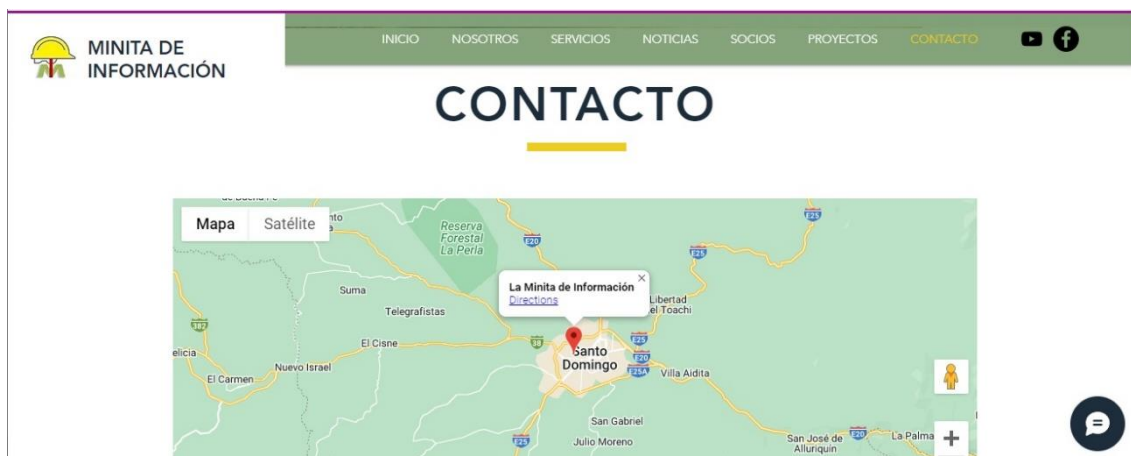 MINITA DE
INFORMACIÓN
INICIO NOSOTROS SERVICIOS NOTICIAS SOCIOS PROYECTOS CONTACTO
CONTACTO
Mapa Satélite
Reserva
Forestal
La Perla
E20
E25
E25
La Minita de Información
Directions
Suma
Libertad
el Toachi
Telegrafistas
382
38
E25
El Cisne
Santo
Domingo
E20
E25A
Villa Aidita
elicia
Nuevo Israel
El Carmen
San Gabriel
Julio Moreno
E25
San José de
Alluriquín
E20
La Palma